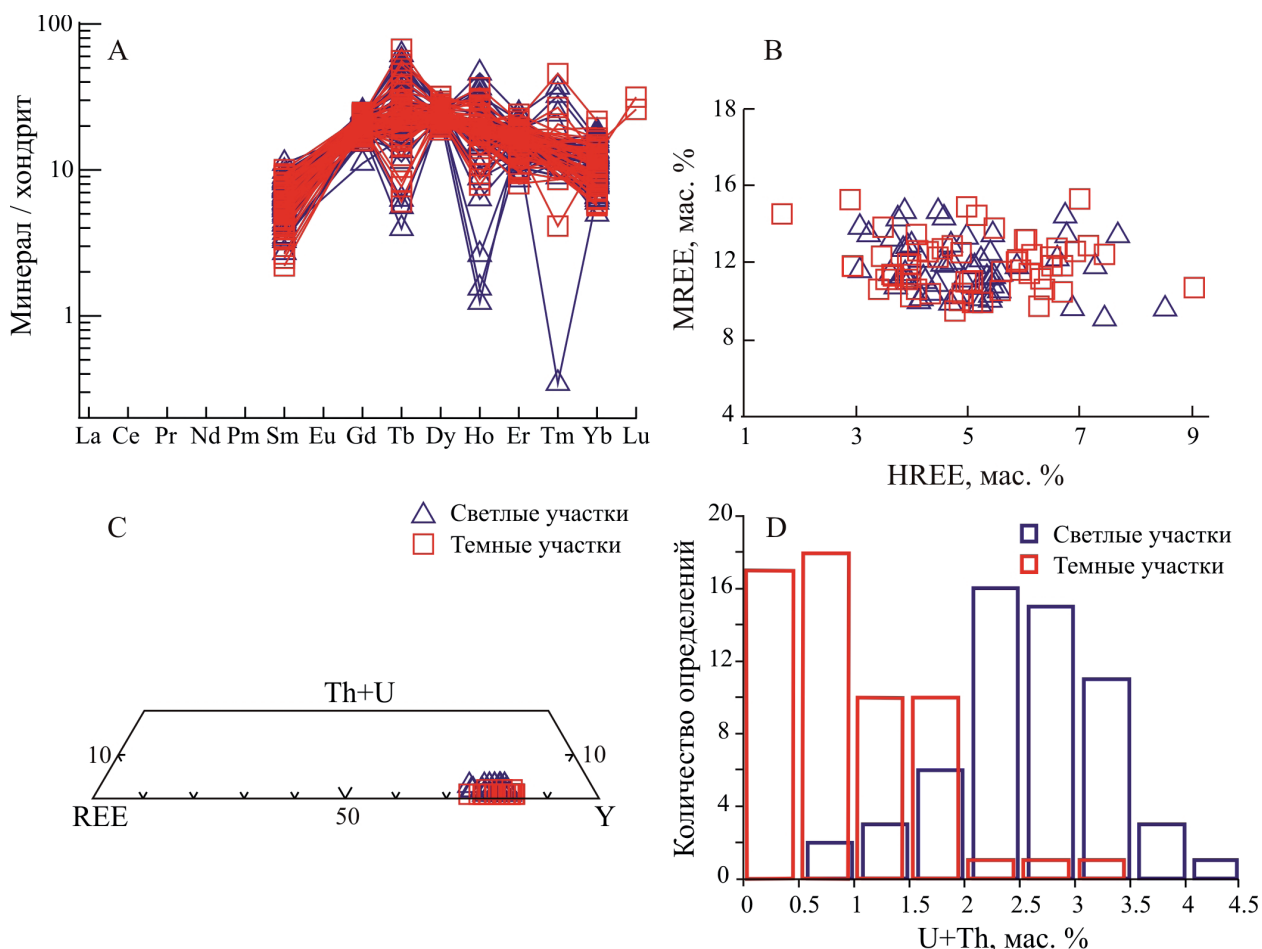 A
100
10
1
Минерал / хондрит
La Ce Pr Nd Pm Sm Eu Gd Tb Dy Ho Er Tm Yb Lu
B
18
16
12
8
4
MREE, мас. %
1 3 5 7 9
HREE, мас. %
C
Светлые участки
Темные участки
Th+U
10 10
REE 50 Y
D
Светлые участки
Темные участки
20
16
12
8
4
0
Количество определений
0 0.5 1 1.5 2 2.5 3 3.5 4 4.5
U+Th, мас. %